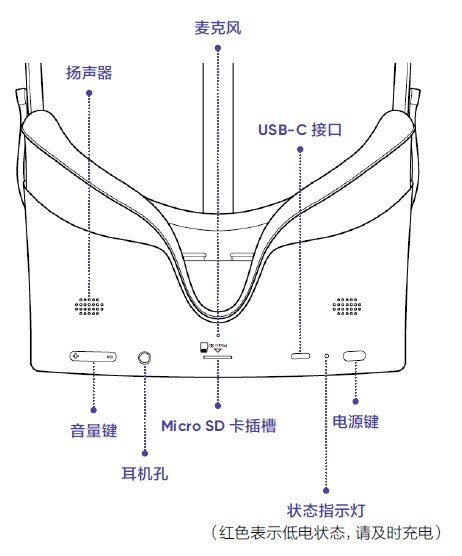 麦克风
扬声器
USB-C 接口
音量键
Micro SD 卡插槽
电源键
耳机孔
状态指示灯
（红色表示低电状态，请及时充电）